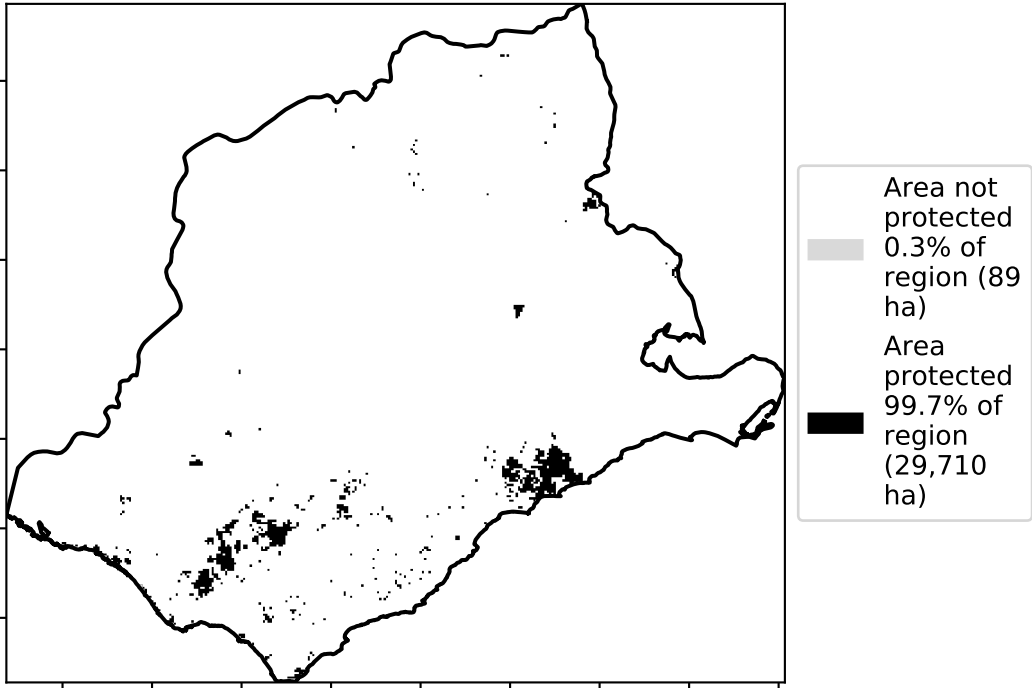 Area not
protected
0.3% of
region (89
ha)
Area
protected
99.7% of
region
(29,710
ha)